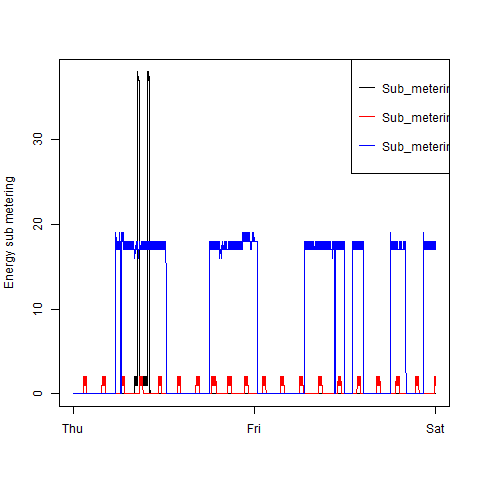 Sub_meterin
Sub_meterin
Sub_meterin
Energy sub metering
30
20
10
0
Thu
Fri
Sat